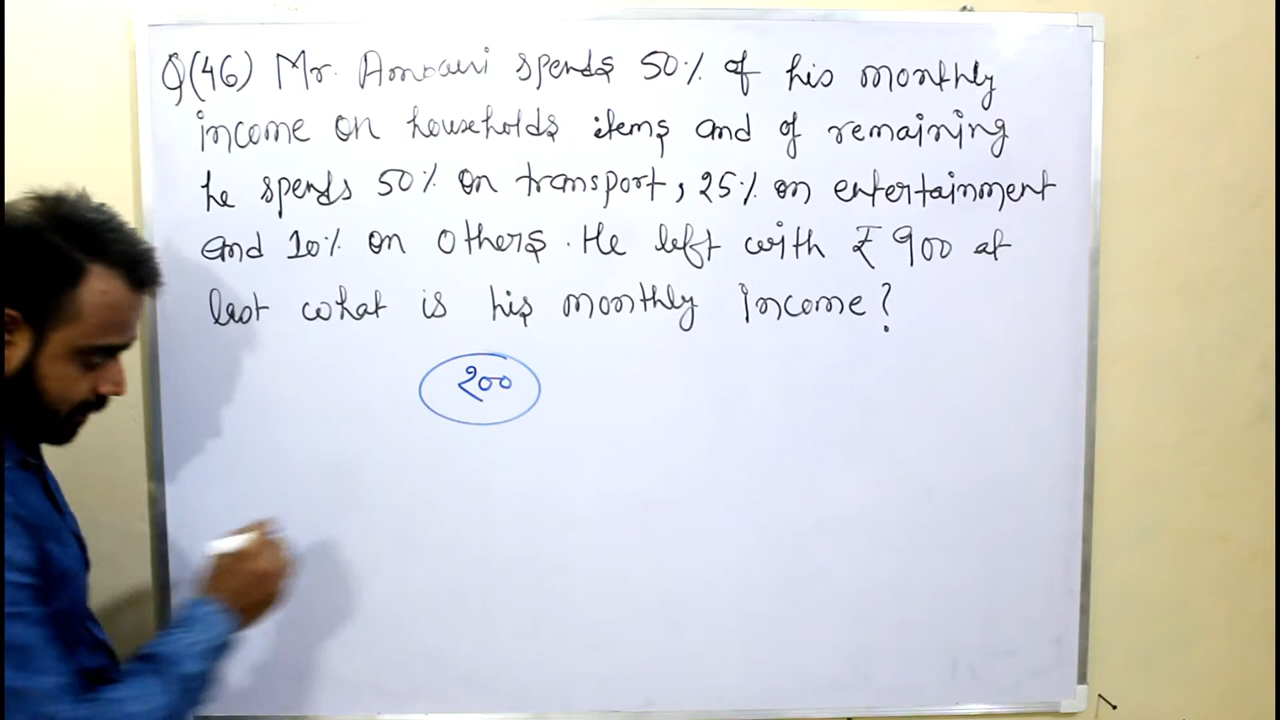 Q(46) Mr. Amrawi spends 50% of his monthly
income on households items and of remaining
he spends 50% on transport, 25% on entertainment
and 10% on others. He left with ₹ 900 at
last what is his monthly income?
200